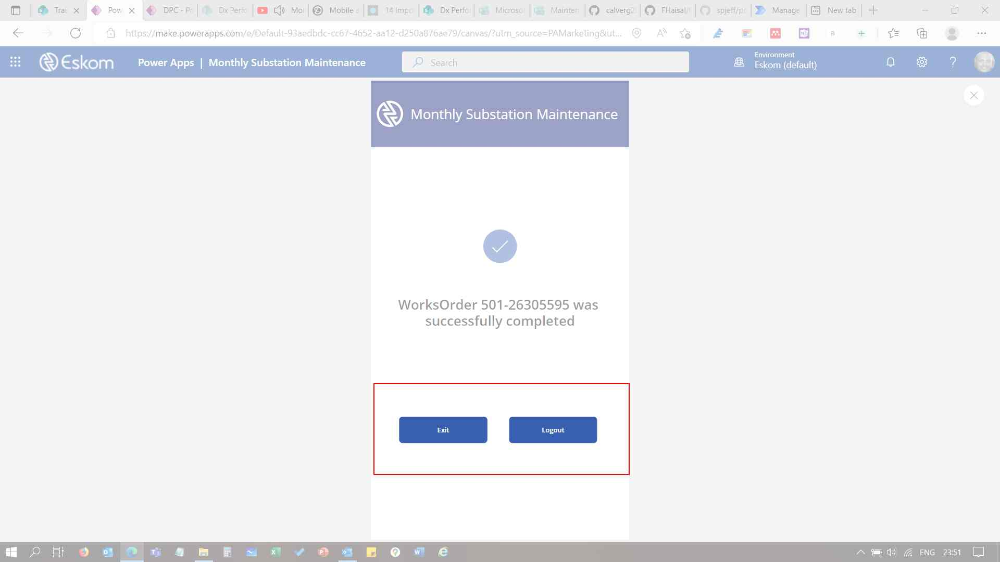 Trai
Pow
DPC - Po
Dx Perfo
Mo
Mobile a
14 Impo
Dx Perfo
Microso
Mainten
calverg2
FHaisal/
spjeff/p
Manage
New tab
https://make.powerapps.com/e/Default-93aedbdc-cc67-4652-aa12-d250a876ae79/canvas/?utm_source=PAMarketing&ut...
Eskom
Power Apps | Monthly Substation Maintenance
Search
Environment
Eskom (default)
Monthly Substation Maintenance
WorksOrder 501-26305595 was
successfully completed
Exit
Logout
ENG
23:51